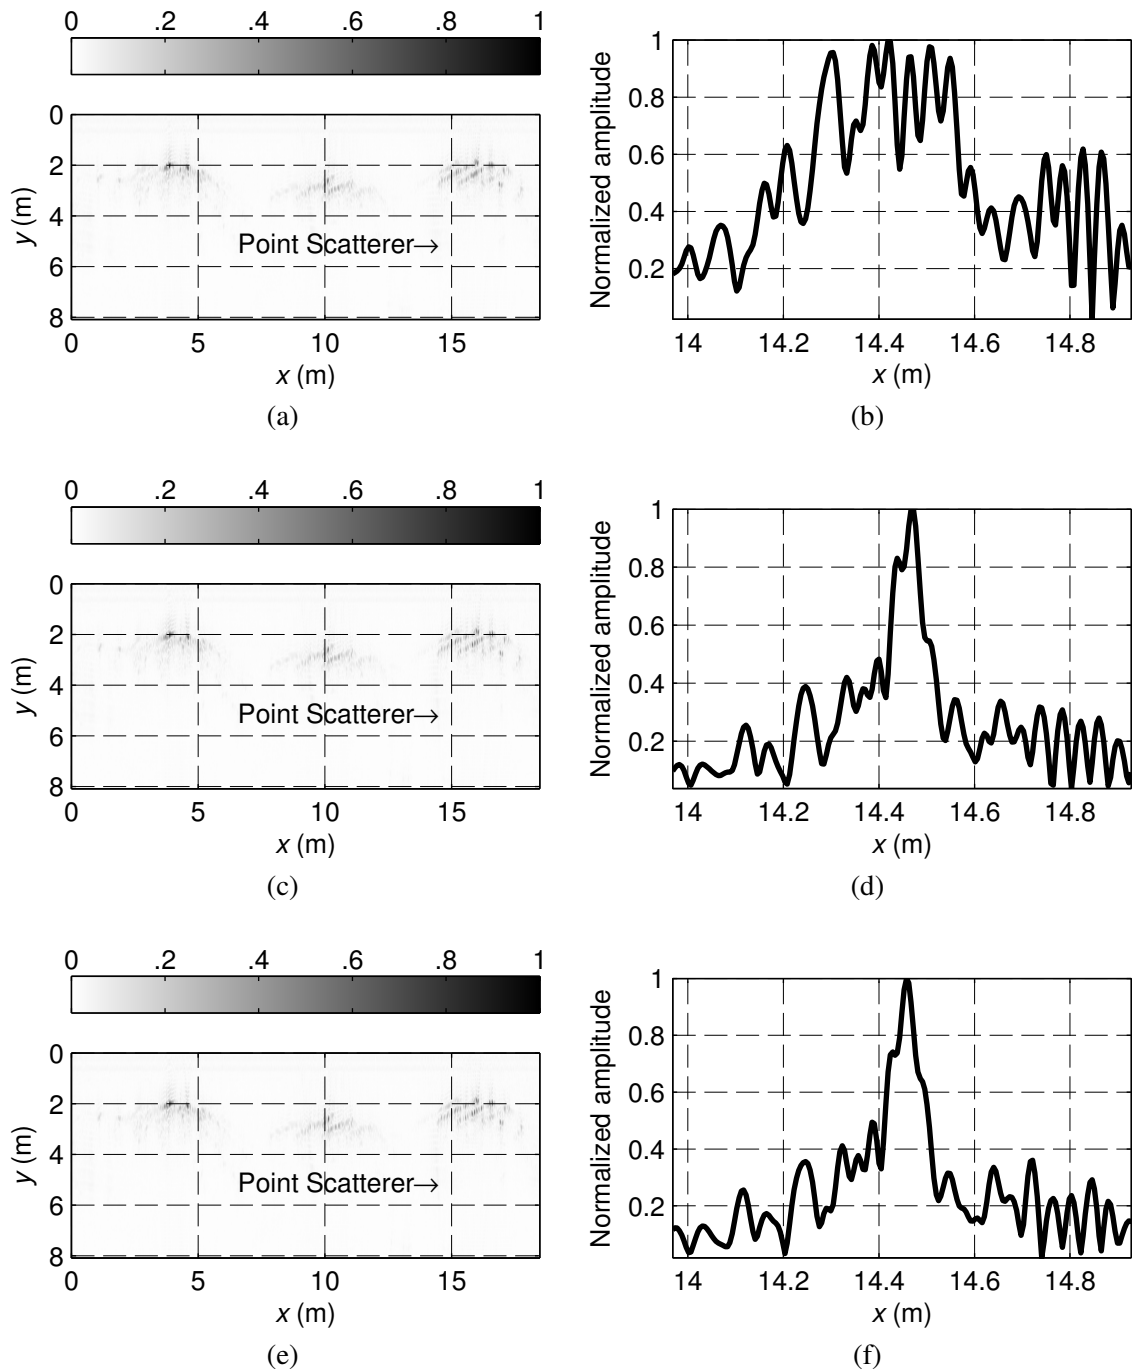 0 .2 .4 .6 .8 1
0
2
4
6
8
y (m)
Point Scatterer→
0 5 10 15
x (m)
(a)
1
0.8
0.6
0.4
0.2
Normalized amplitude
14 14.2 14.4 14.6 14.8
x (m)
(b)
0 .2 .4 .6 .8 1
0
2
4
6
8
y (m)
Point Scatterer→
0 5 10 15
x (m)
(c)
1
0.8
0.6
0.4
0.2
Normalized amplitude
14 14.2 14.4 14.6 14.8
x (m)
(d)
0 .2 .4 .6 .8 1
0
2
4
6
8
y (m)
Point Scatterer→
0 5 10 15
x (m)
(e)
1
0.8
0.6
0.4
0.2
Normalized amplitude
14 14.2 14.4 14.6 14.8
x (m)
(f)